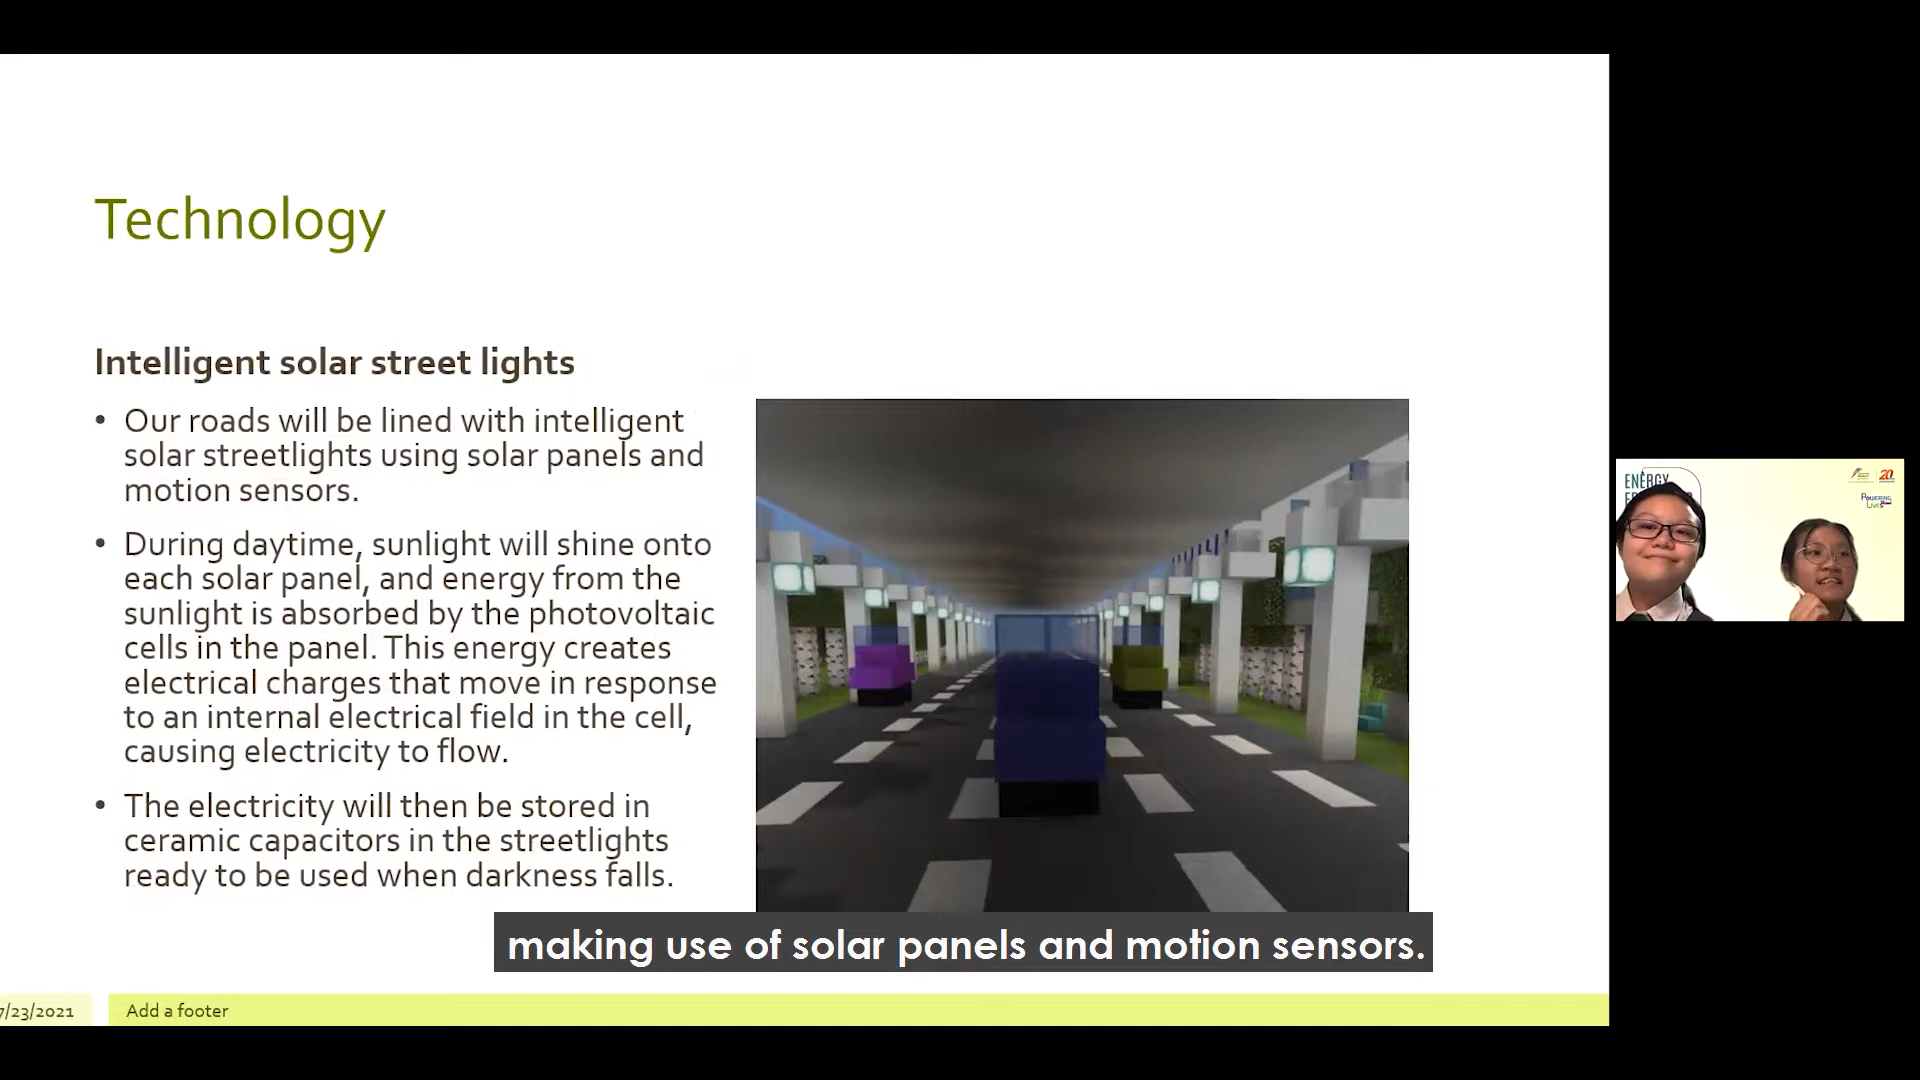 Technology
Intelligent solar street lights
• Our roads will be lined with intelligent
solar streetlights using solar panels and
motion sensors.
• During daytime, sunlight will shine onto
each solar panel, and energy from the
sunlight is absorbed by the photovoltaic
cells in the panel. This energy creates
electrical charges that move in response
to an internal electrical field in the cell,
causing electricity to flow.
• The electricity will then be stored in
ceramic capacitors in the streetlights
ready to be used when darkness falls.
making use of solar panels and motion sensors.
7/23/2021
Add a footer
ENERGY
20
POWERING
LIVES